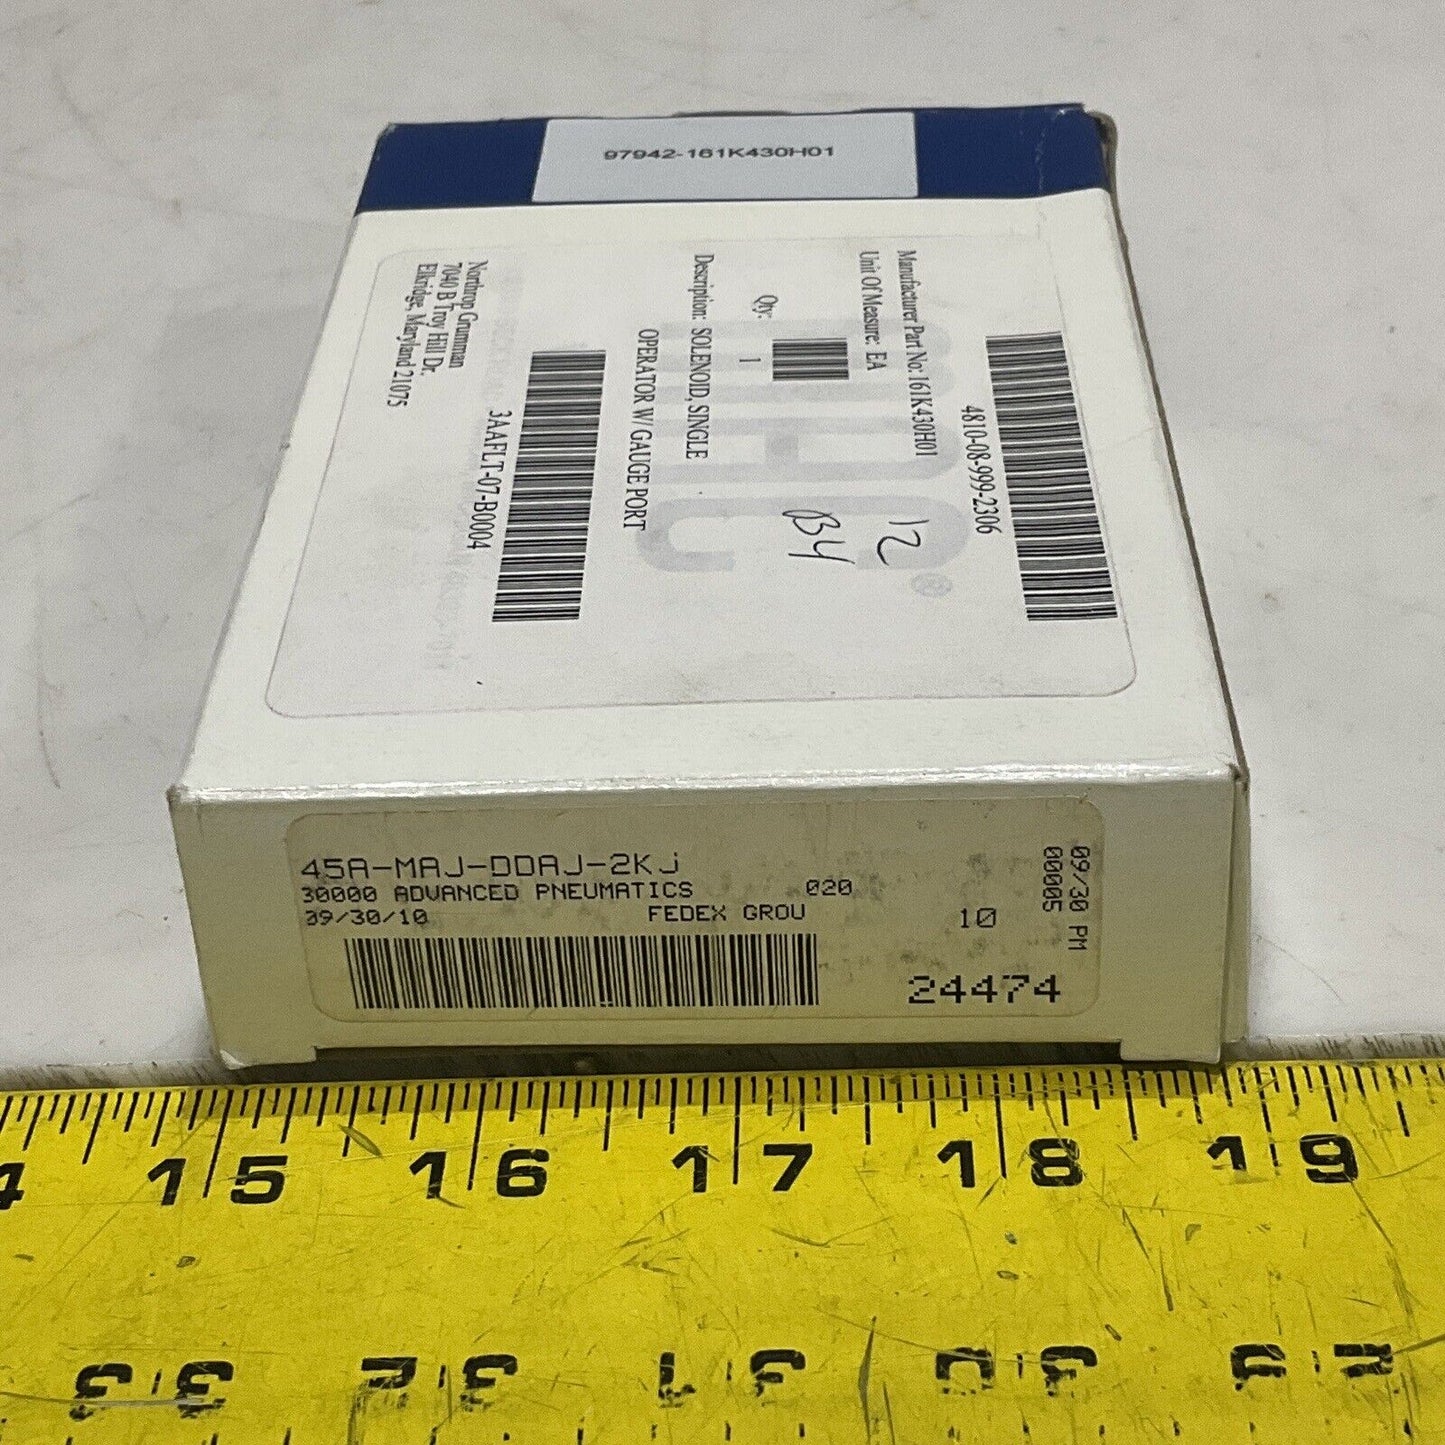 97942-161K430H01
4810-08-999-2306
Manufacturer Part No: 161K430H01
Unit Of Measure: EA
Qty: 1
Description: SOLENOID, SINGLE
OPERATOR W/ GAUGE PORT
3AAFLT-07-B0004
Northrop Grumman
7040 B Troy Hill Dr.
Elkridge, Maryland 21075
mac®
12
B4
45A-MAJ-DDAJ-2KJ
30000 ADVANCED PNEUMATICS 020
09/30/10 FEDEX GROU 10
24474
09/30 PM
00005
15 16 17 18 19